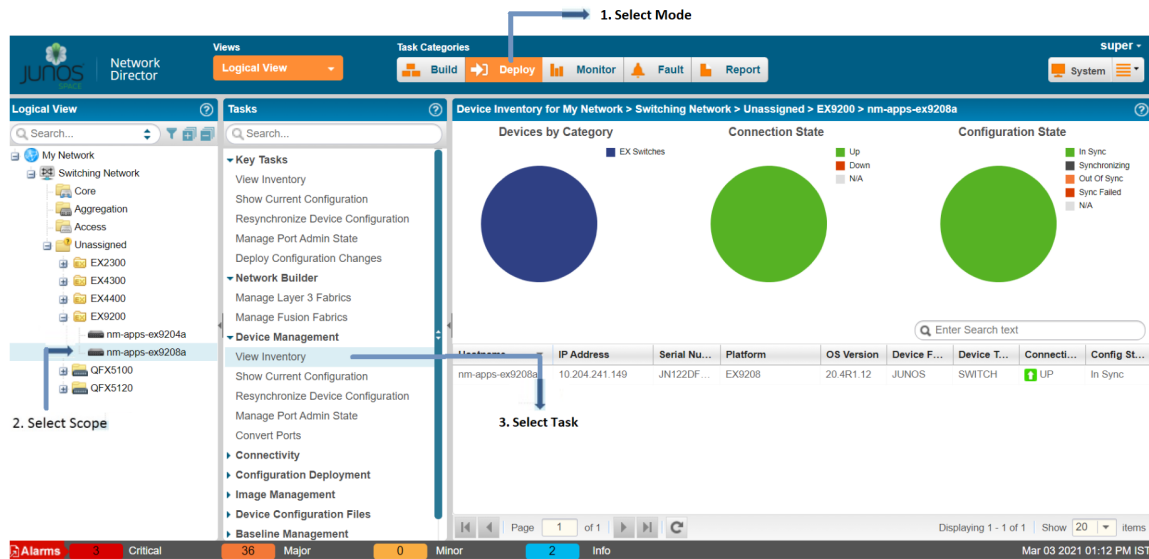 1. Select Mode
JUNOS
SPACE
Network
Director
Views
Logical View
Task Categories
Build
Deploy
Monitor
Fault
Report
super
System
Logical View
?
Search...
My Network
Switching Network
Core
Aggregation
Access
Unassigned
EX2300
EX4300
EX4400
EX9200
nm-apps-ex9204a
nm-apps-ex9208a
QFX5100
QFX5120
2. Select Scope
Tasks
?
Search...
Key Tasks
View Inventory
Show Current Configuration
Resynchronize Device Configuration
Manage Port Admin State
Deploy Configuration Changes
Network Builder
Manage Layer 3 Fabrics
Manage Fusion Fabrics
Device Management
View Inventory
Show Current Configuration
Resynchronize Device Configuration
Manage Port Admin State
Convert Ports
Connectivity
Configuration Deployment
Image Management
Device Configuration Files
Baseline Management
Device Inventory for My Network > Switching Network > Unassigned > EX9200 > nm-apps-ex9208a
?
Devices by Category
EX Switches
Connection State
Up
Down
N/A
Configuration State
In Sync
Synchronizing
Out Of Sync
Sync Failed
N/A
Enter Search text
Hostname IP Address Serial Nu... Platform OS Version Device F... Device T... Connecti... Config St...
nm-apps-ex9208a 10.204.241.149 JN122DF... EX9208 20.4R1.12 JUNOS SWITCH UP In Sync
3. Select Task
Page 1 of 1 Displaying 1 - 1 of 1 Show 20 items
Alarms 3 Critical 36 Major 0 Minor 2 Info Mar 03 2021 01:12 PM IST